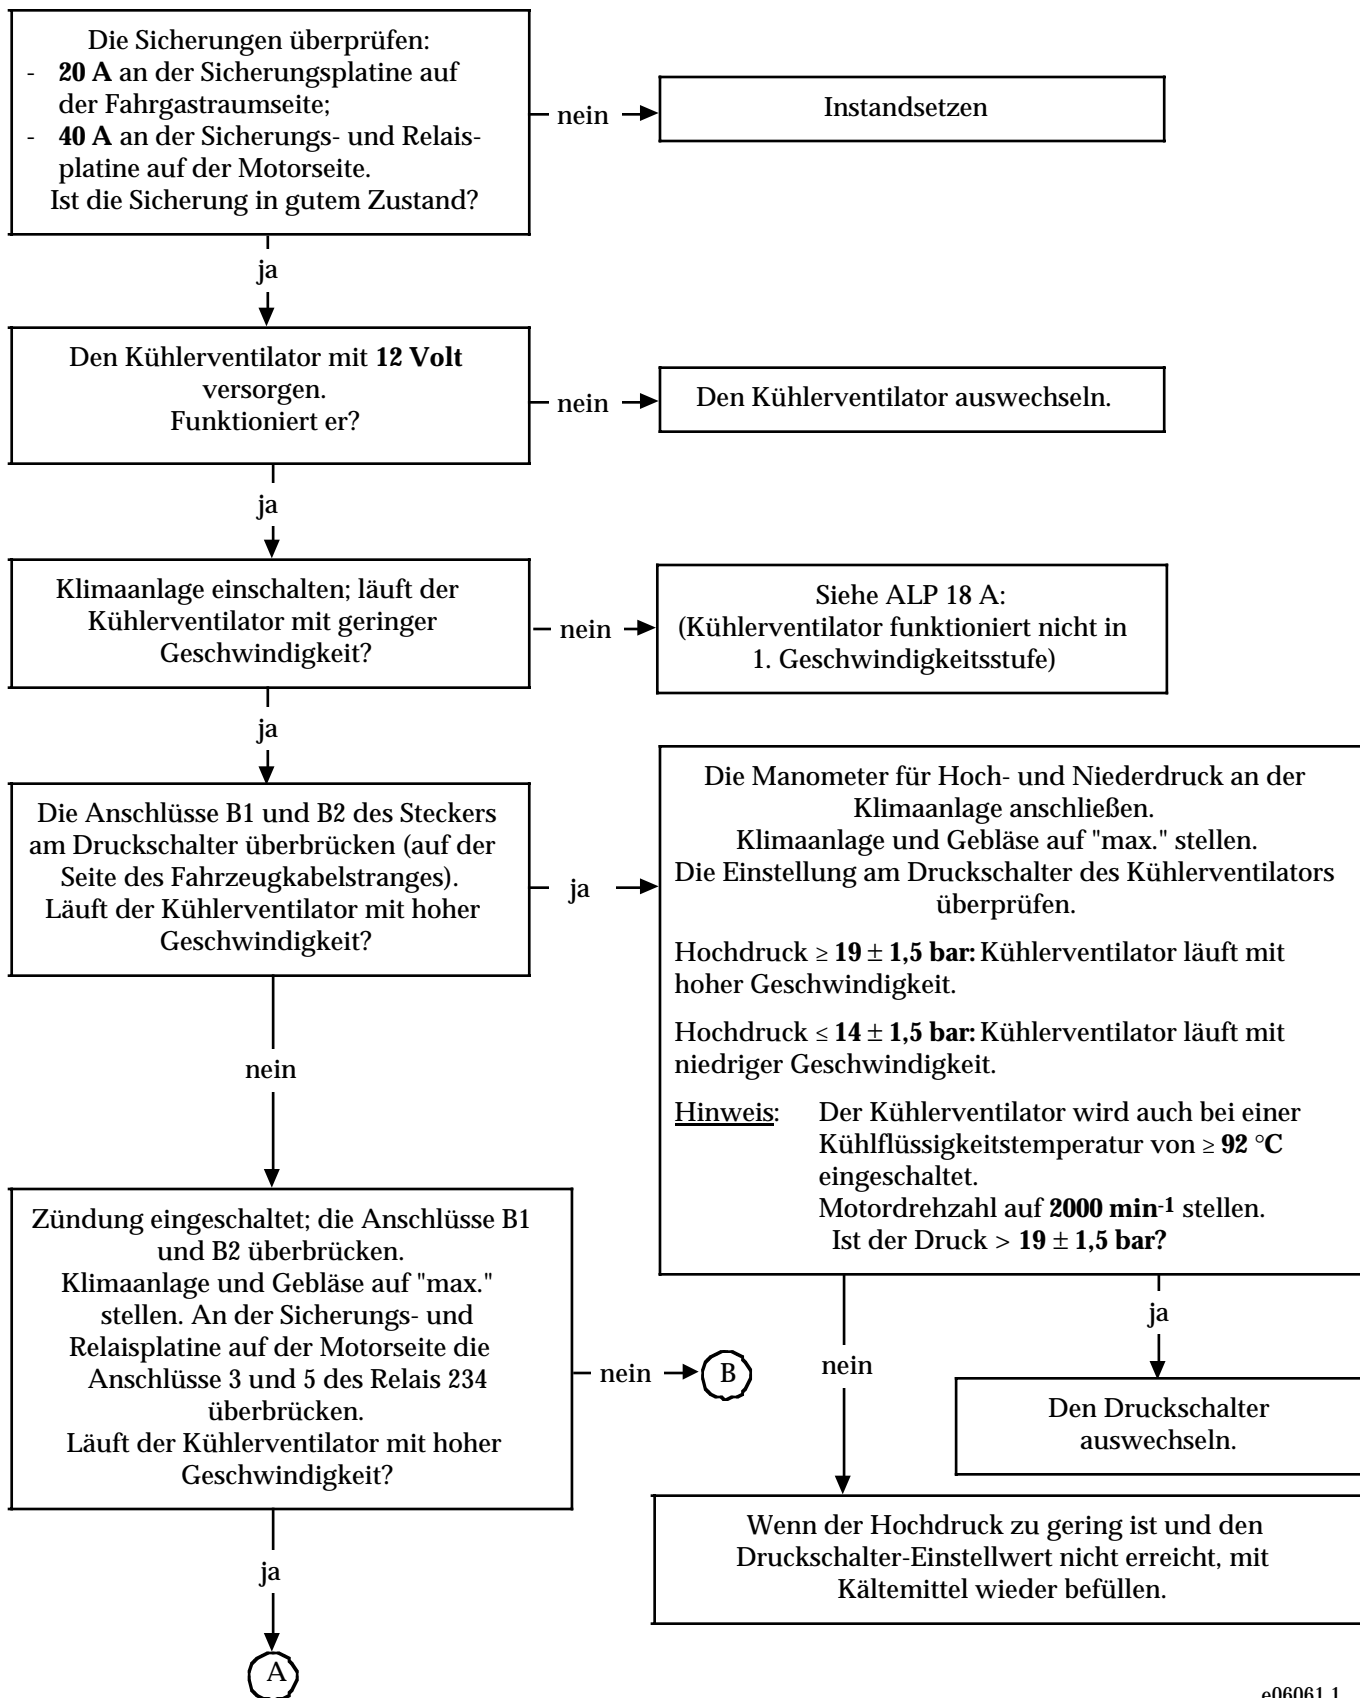 Die Sicherungen überprüfen:
- 20 A an der Sicherungsplatine auf
der Fahrgastraumseite;
- 40 A an der Sicherungs- und Relais-
platine auf der Motorseite.
Ist die Sicherung in gutem Zustand?
nein
Instandsetzen
ja
Den Kühlerventilator mit 12 Volt
versorgen.
Funktioniert er?
nein
Den Kühlerventilator auswechseln.
ja
Klimaanlage einschalten; läuft der
Kühlerventilator mit geringer
Geschwindigkeit?
nein
Siehe ALP 18 A:
(Kühlerventilator funktioniert nicht in
1. Geschwindigkeitsstufe)
ja
Die Anschlüsse B1 und B2 des Steckers
am Druckschalter überbrücken (auf der
Seite des Fahrzeugkabelstranges).
Läuft der Kühlerventilator mit hoher
Geschwindigkeit?
ja
Die Manometer für Hoch- und Niederdruck an der
Klimaanlage anschließen.
Klimaanlage und Gebläse auf "max." stellen.
Die Einstellung am Druckschalter des Kühlerventilators
überprüfen.
Hochdruck ≥ 19 ± 1,5 bar: Kühlerventilator läuft mit
hoher Geschwindigkeit.
Hochdruck ≤ 14 ± 1,5 bar: Kühlerventilator läuft mit
niedriger Geschwindigkeit.
Hinweis: Der Kühlerventilator wird auch bei einer
Kühlflüssigkeitstemperatur von ≥ 92 °C
eingeschaltet.
Motordrehzahl auf 2000 min-1 stellen.
Ist der Druck > 19 ± 1,5 bar?
nein
Zündung eingeschaltet; die Anschlüsse B1
und B2 überbrücken.
Klimaanlage und Gebläse auf "max."
stellen. An der Sicherungs- und
Relaisplatine auf der Motorseite die
Anschlüsse 3 und 5 des Relais 234
überbrücken.
Läuft der Kühlerventilator mit hoher
Geschwindigkeit?
nein
B
nein
ja
Den Druckschalter
auswechseln.
Wenn der Hochdruck zu gering ist und den
Druckschalter-Einstellwert nicht erreicht, mit
Kältemittel wieder befüllen.
ja
A
e06061.1